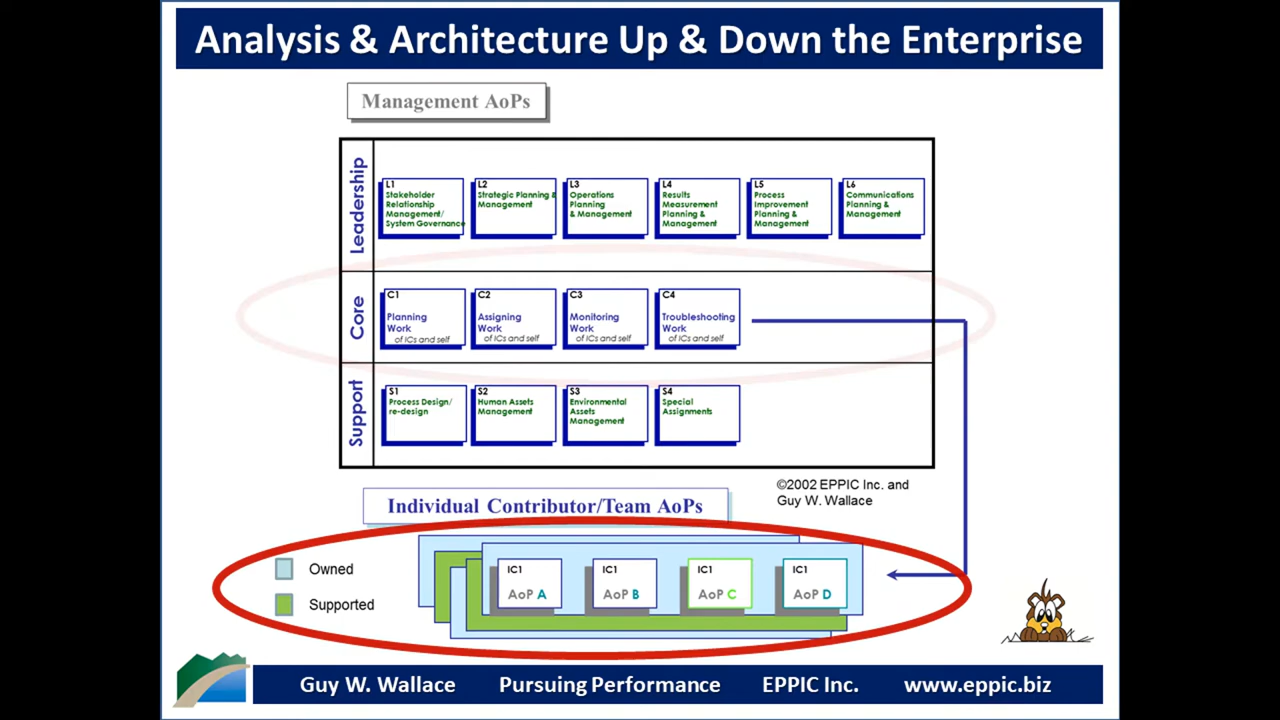 Analysis & Architecture Up & Down the Enterprise
Management AoPs
Leadership
L1
Stakeholder
Relationship
Management/
System Governance
L2
Strategic Planning &
Management
L3
Operations
Planning
& Management
L4
Results
Measurement
Planning &
Management
L5
Process
Improvement
Planning &
Management
L6
Communications
Planning &
Management
Core
C1
Planning
Work
of ICs and self
C2
Assigning
Work
of ICs and self
C3
Monitoring
Work
of ICs and self
C4
Troubleshooting
Work
of ICs and self
Support
S1
Process Design/
re-design
S2
Human Assets
Management
S3
Environmental
Assets
Management
S4
Special
Assignments
©2002 EPPIC Inc. and
Guy W. Wallace
Individual Contributor/Team AoPs
Owned
Supported
IC1
AoP A
IC1
AoP B
IC1
AoP C
IC1
AoP D
Guy W. Wallace Pursuing Performance EPPIC Inc. www.eppic.biz